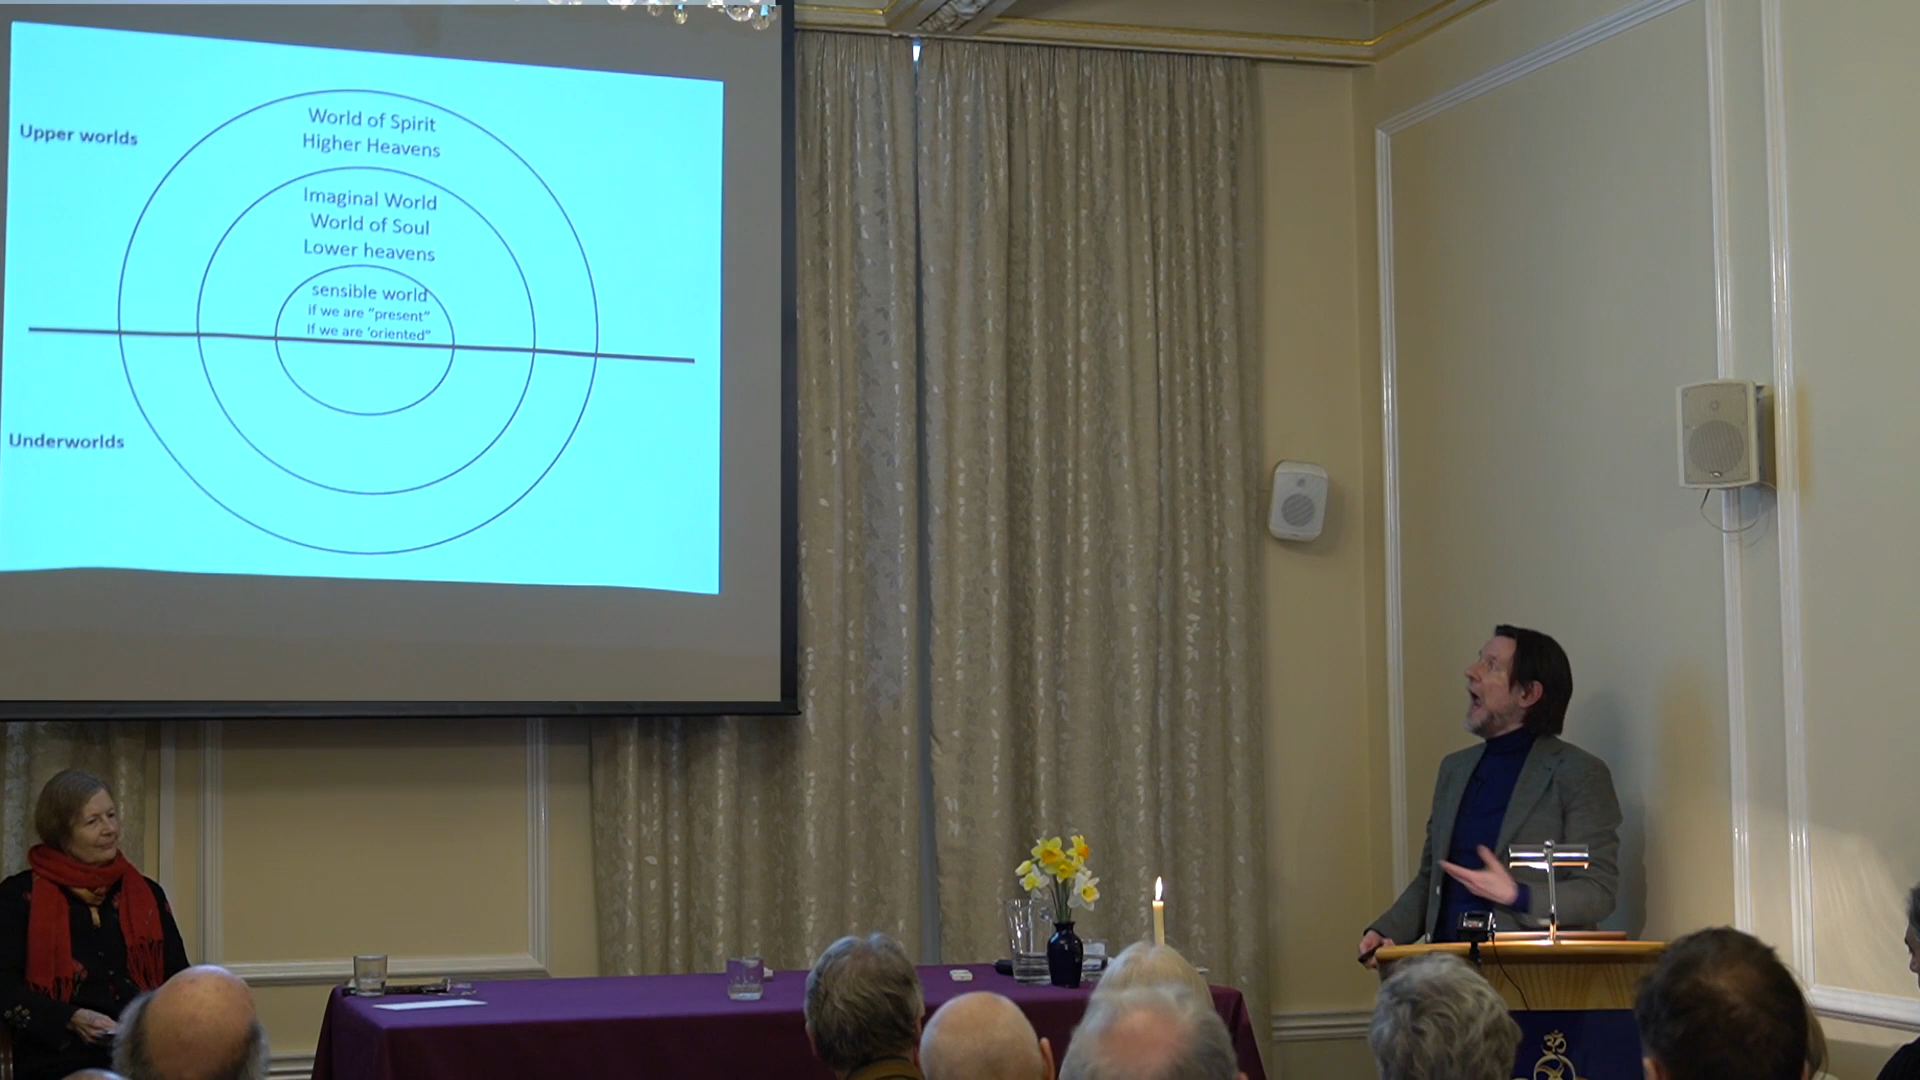 Upper worlds
World of Spirit
Higher Heavens
Imaginal World
World of Soul
Lower heavens
sensible world
if we are “present”
If we are ‘oriented”
Underworlds
ॐ